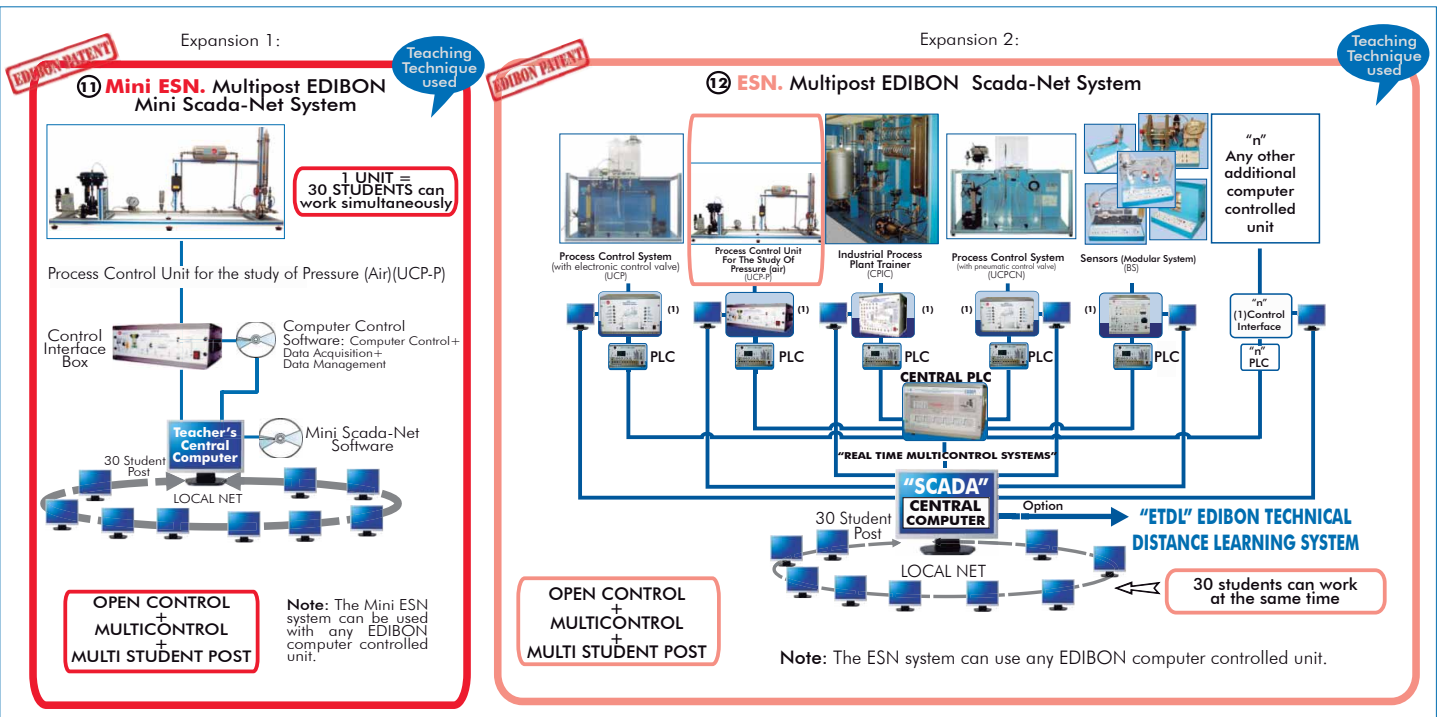 Expansion 1:
EDIBON PATENT
Teaching
Technique
used
11 Mini ESN. Multipost EDIBON
Mini Scada-Net System
1 UNIT =
30 STUDENTS can
work simultaneously
Process Control Unit for the study of Pressure (Air)(UCP-P)
Control
Interface
Box
Computer Control
Software: Computer Control+
Data Acquisition+
Data Management
Teacher's
Central
Computer
Mini Scada-Net
Software
30 Student
Post
LOCAL NET
OPEN CONTROL
+
MULTICONTROL
+
MULTI STUDENT POST
Note: The Mini ESN
system can be used
with any EDIBON
computer controlled
unit.
Expansion 2:
EDIBON PATENT
Teaching
Technique
used
12 ESN. Multipost EDIBON Scada-Net System
Process Control System
(with electronic control valve)
(UCP)
Process Control Unit
For The Study Of
Pressure (air)
(UCP-P)
Industrial Process
Plant Trainer
(CPIC)
Process Control System
(with pneumatic control valve)
(UCPCN)
Sensors (Modular System)
(BS)
"n"
Any other
additional
computer
controlled
unit
(1)
(1)
(1)
(1)
(1)
"n"
(1)Control
Interface
PLC
PLC
PLC
PLC
PLC
"n"
PLC
CENTRAL PLC
"REAL TIME MULTICONTROL SYSTEMS"
"SCADA"
CENTRAL
COMPUTER
Option
"ETDL" EDIBON TECHNICAL
DISTANCE LEARNING SYSTEM
30 Student
Post
LOCAL NET
30 students can work
at the same time
OPEN CONTROL
+
MULTICONTROL
+
MULTI STUDENT POST
Note: The ESN system can use any EDIBON computer controlled unit.